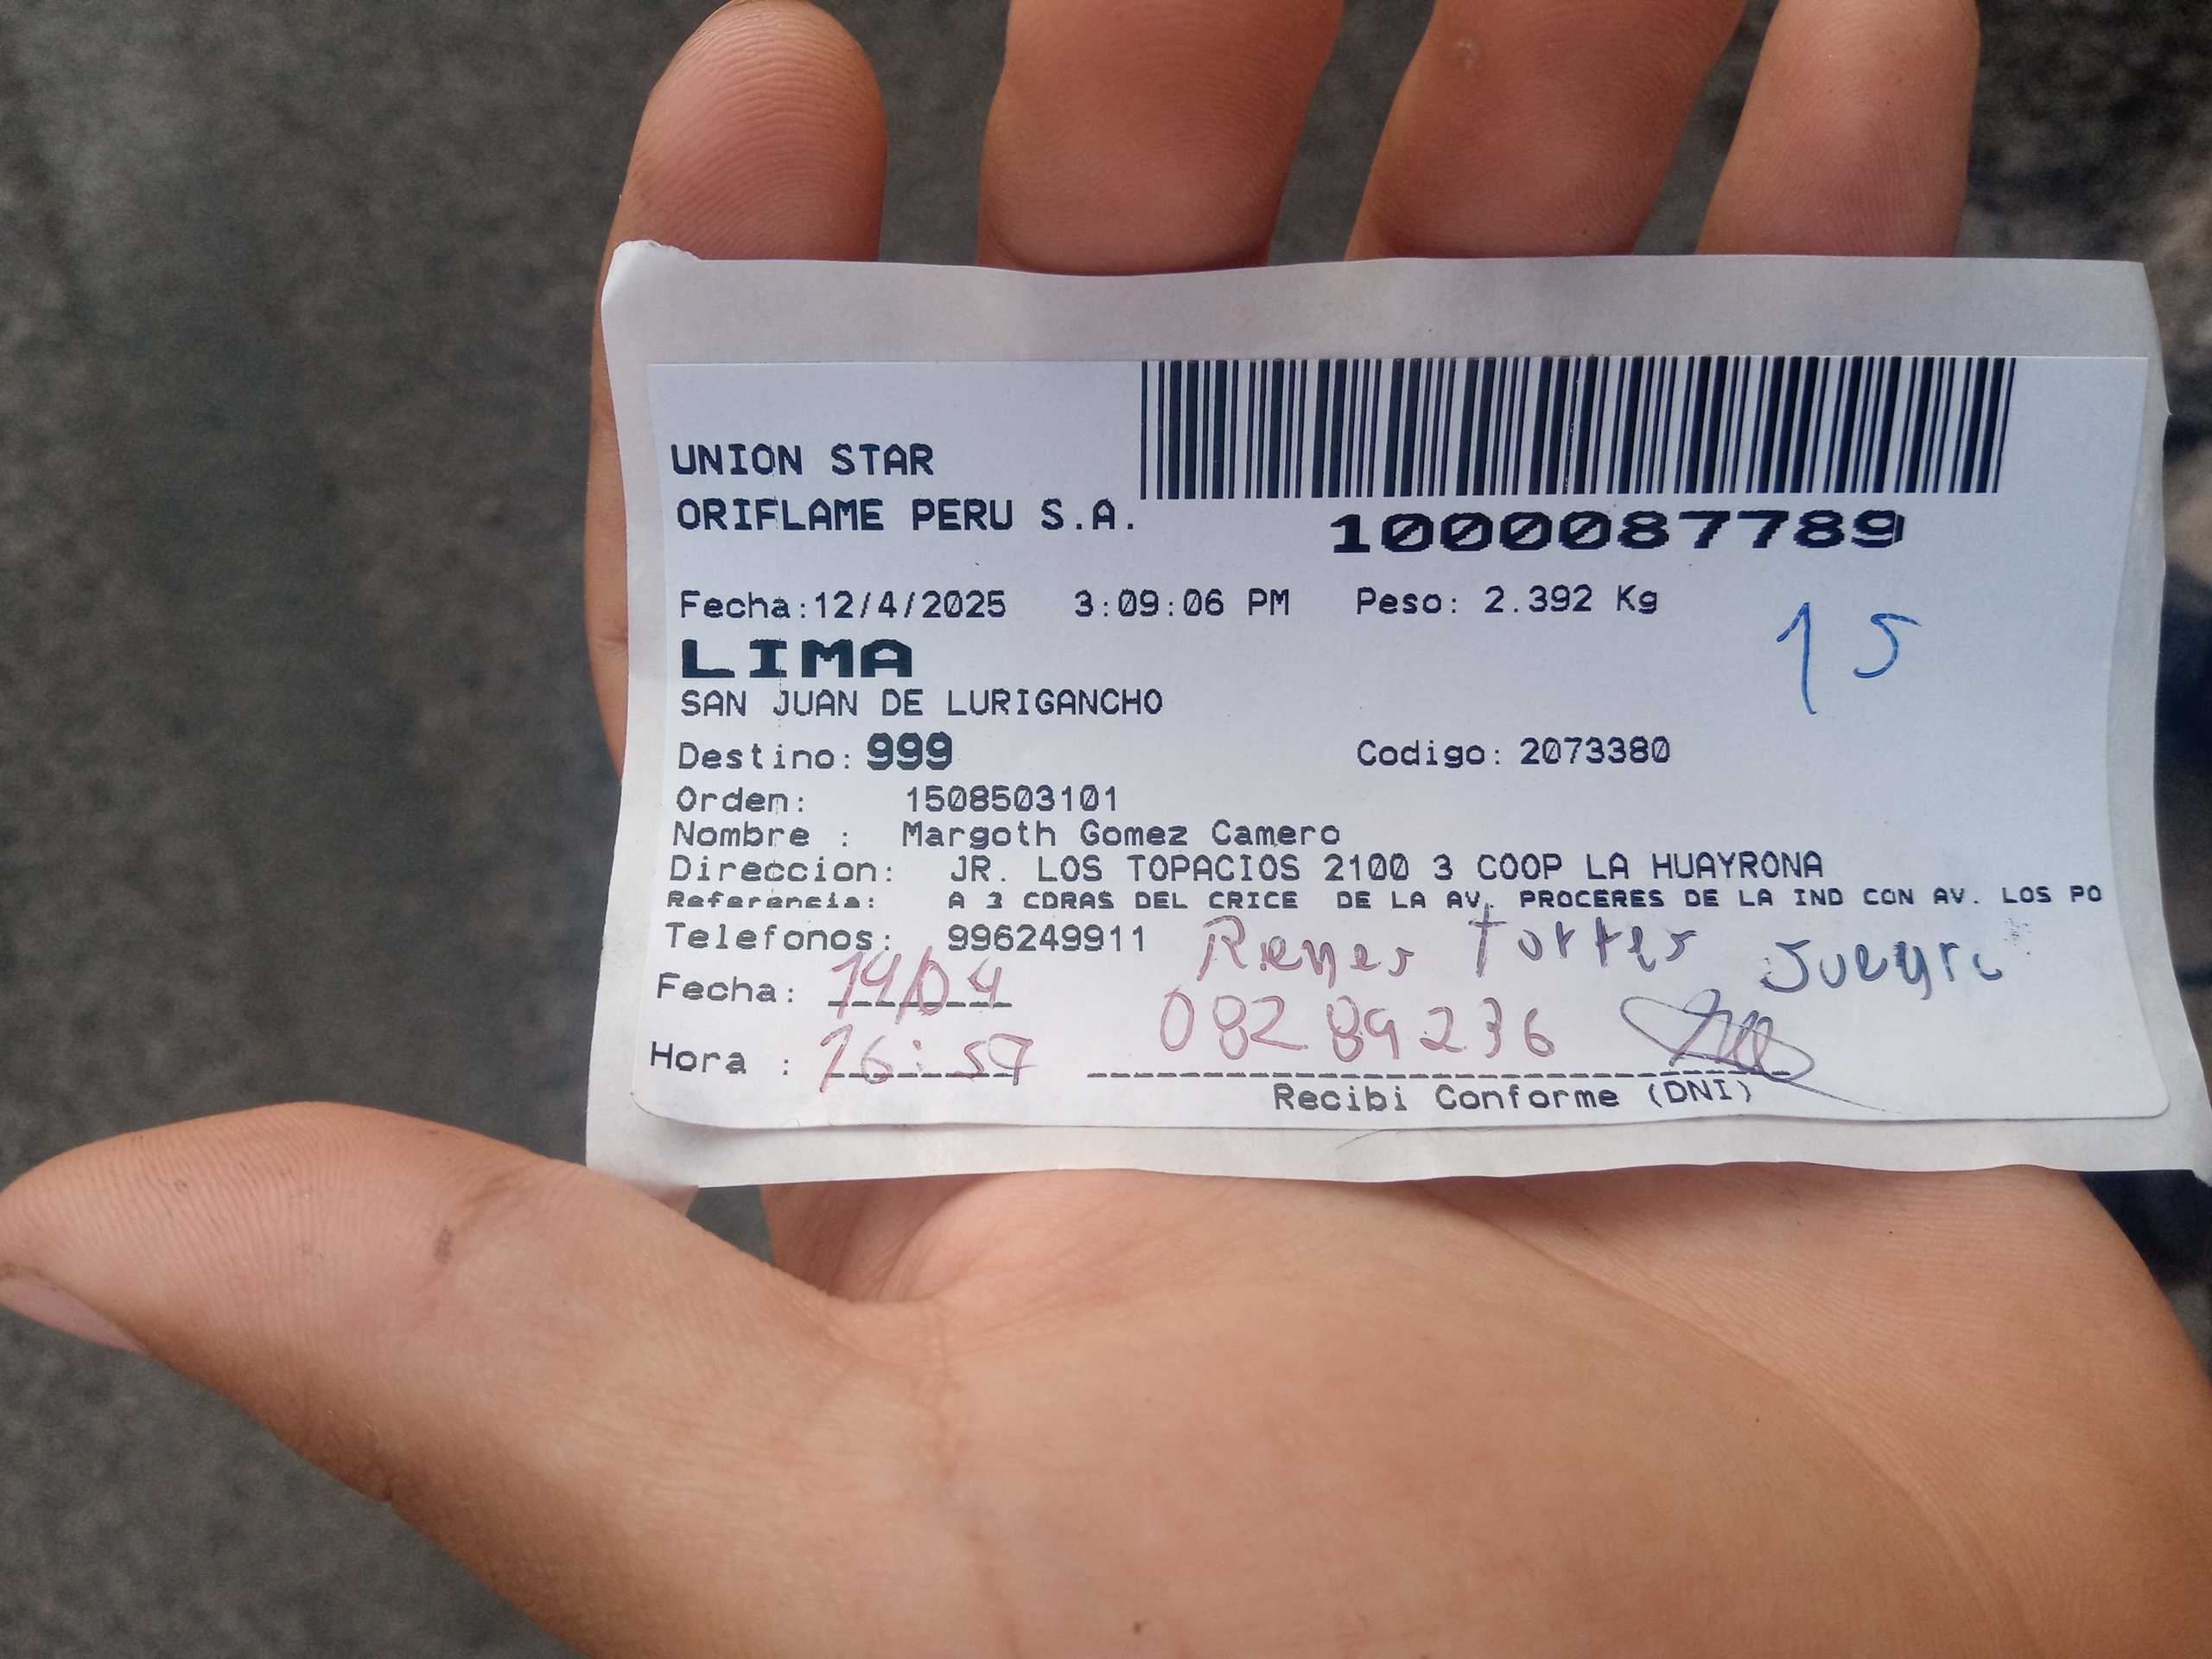 UNION STAR
ORIFLAME PERU S.A.
1000087789
Fecha:12/4/2025 3:09:06 PM Peso: 2.392 Kg
LIMA
15
SAN JUAN DE LURIGANCHO
Destino: 999 Codigo: 2073380
Orden: 1508503101
Nombre : Margoth Gomez Camero
Direccion: JR. LOS TOPACIOS 2100 3 COOP LA HUAYRONA
Referencia: A 3 CDRAS DEL CRICE DE LA AV. PROCERES DE LA IND CON AV. LOS PO
Telefonos: 996249911 Reyes Torres Suegra
Fecha: 14/04 08289236
Hora : 16:57
Recibi Conforme (DNI)